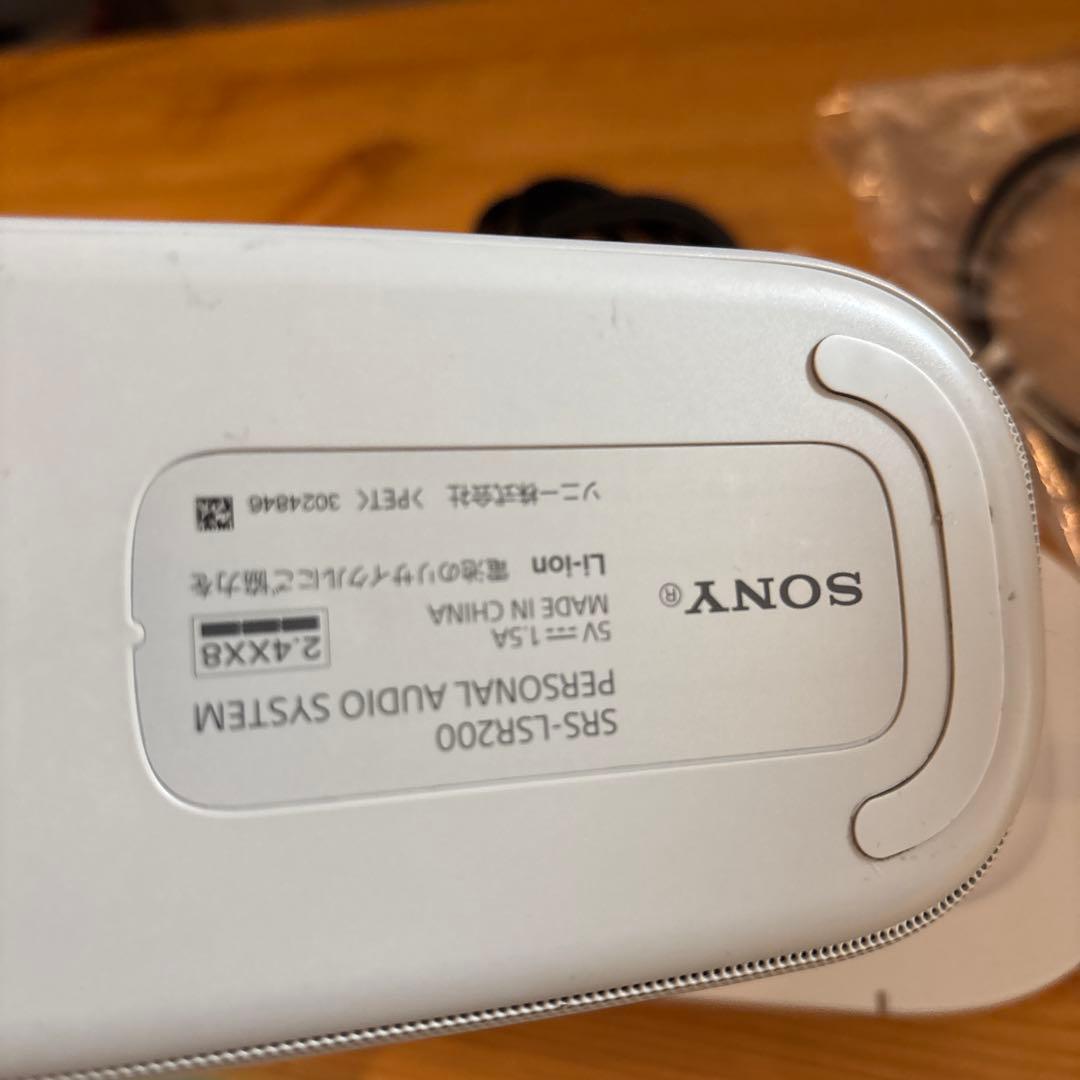 SONY®
SRS-LSR200
PERSONAL AUDIO SYSTEM
5V ⎓ 1.5A
MADE IN CHINA
2.4XX8
Li-ion 電池のリサイクルにご協力を
ソニー株式会社 >PET< 3024846